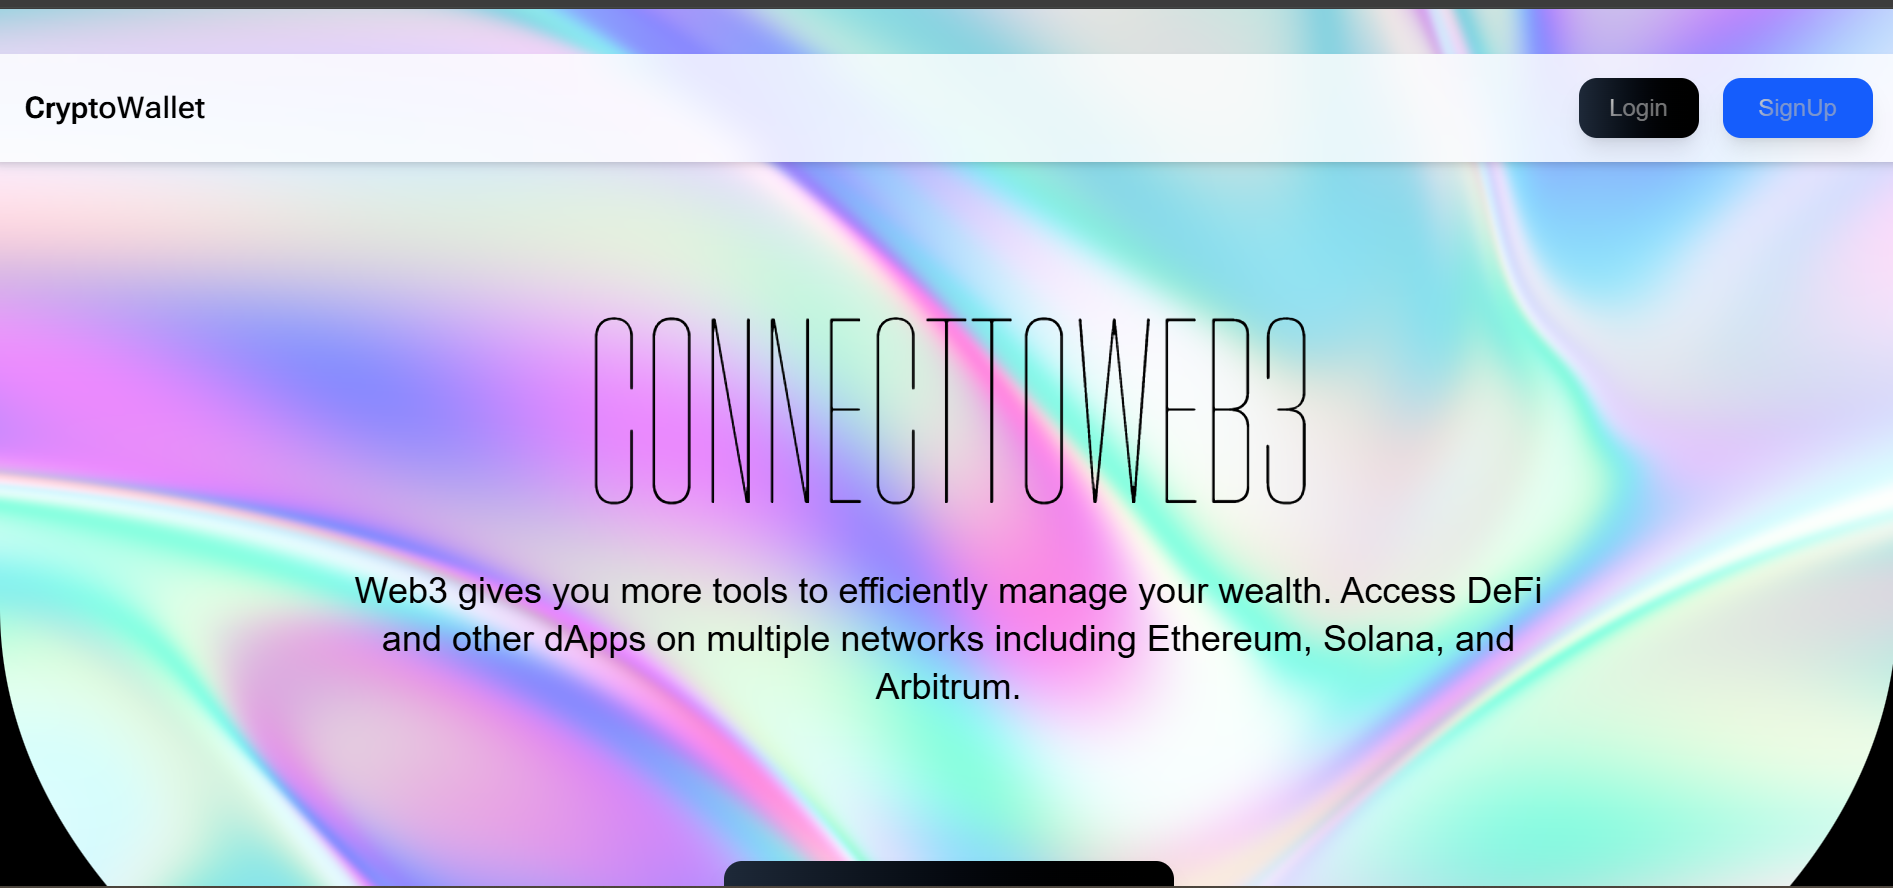 CryptoWallet
Login
SignUp
CONNECTTOWEB3
Web3 gives you more tools to efficiently manage your wealth. Access DeFi
and other dApps on multiple networks including Ethereum, Solana, and
Arbitrum.